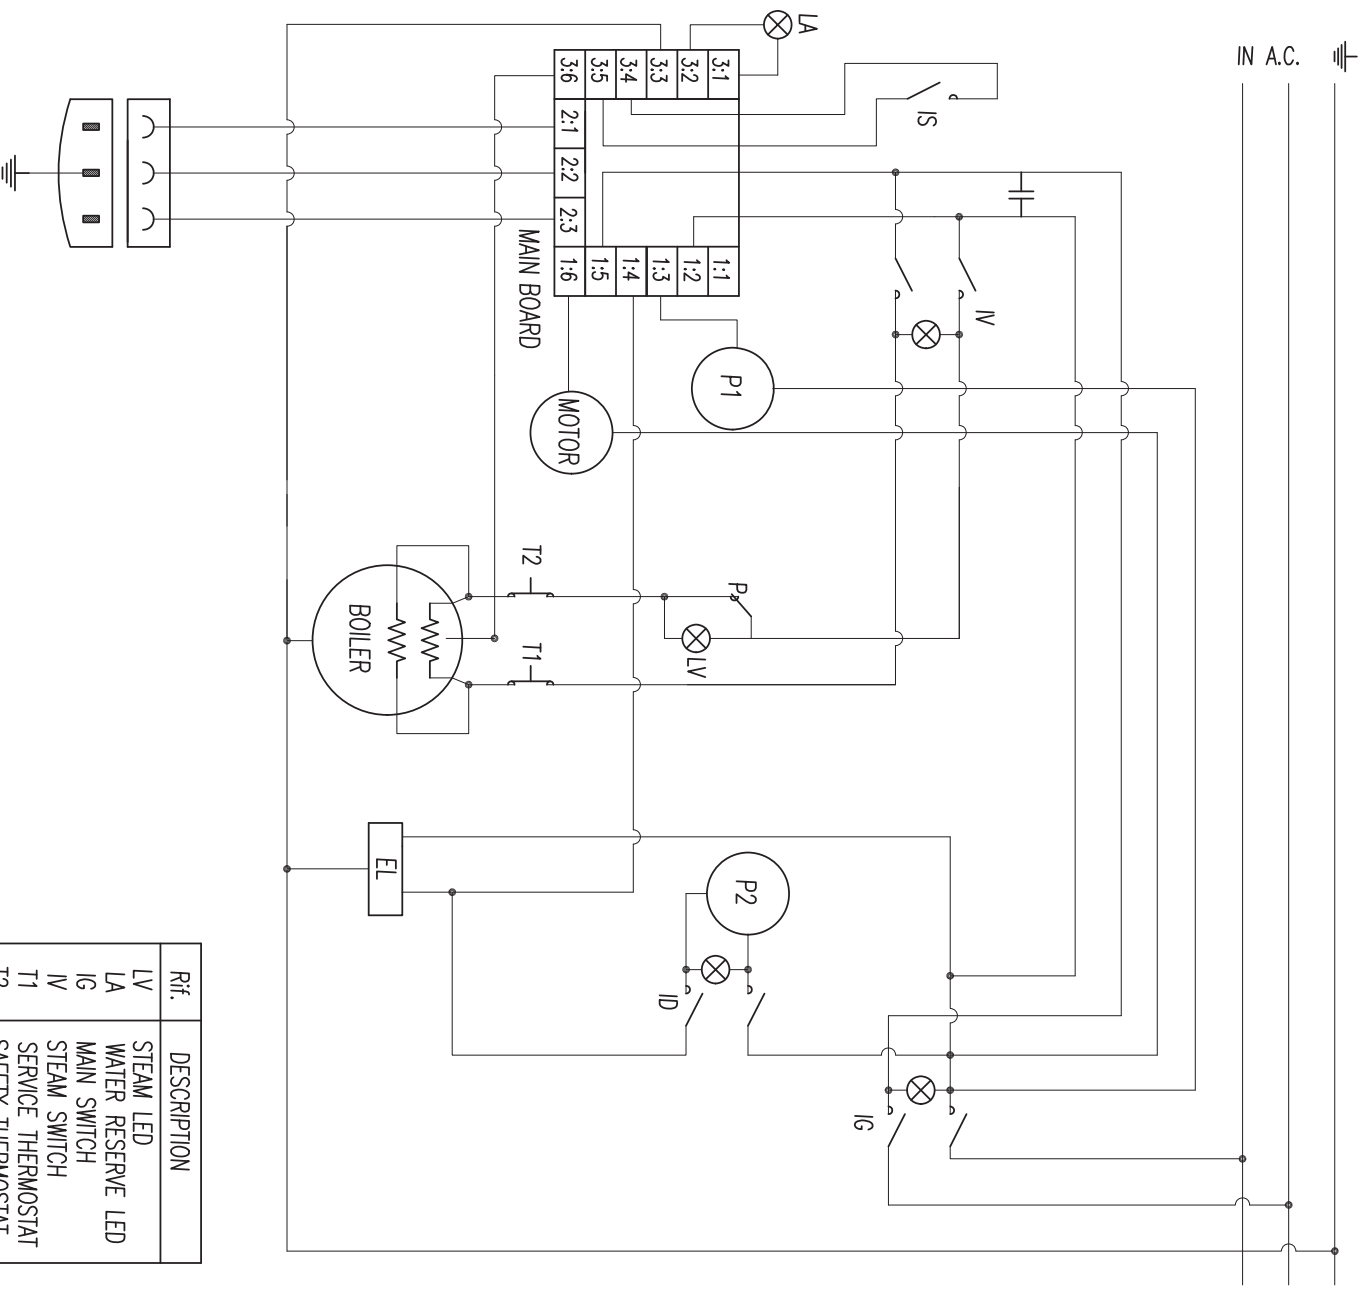 IN A.C.
LA
IS
3:1
3:2
3:3
3:4
3:5
3:6
2:1
2:2
2:3
1:1
1:2
1:3
1:4
1:5
1:6
MAIN BOARD
IV
P1
MOTOR
T2
P
T1
LV
BOILER
EL
P2
ID
IG
Rif. DESCRIPTION
LV STEAM LED
LA WATER RESERVE LED
IG MAIN SWITCH
IV STEAM SWITCH
T1 SERVICE THERMOSTAT
T2 SAFETY THERMOSTAT